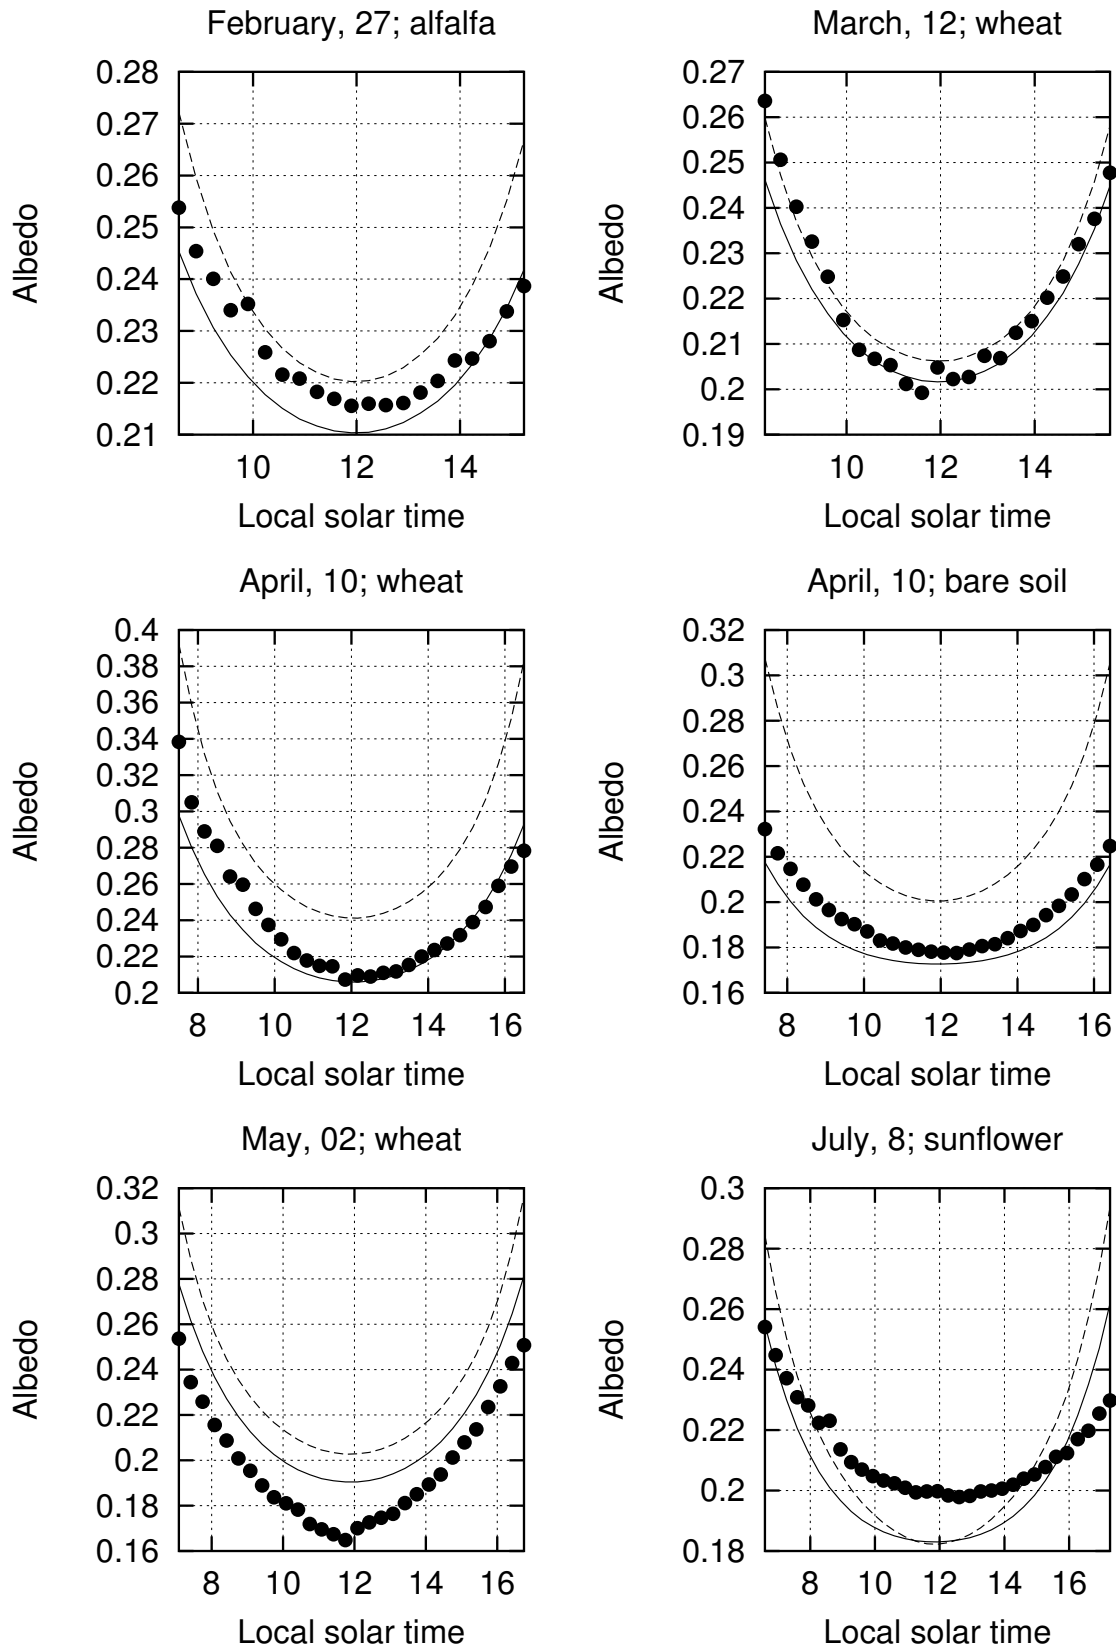 February, 27; alfalfa
0.28
0.27
0.26
0.25
0.24
0.23
0.22
0.21
Albedo
10 12 14
Local solar time
March, 12; wheat
0.27
0.26
0.25
0.24
0.23
0.22
0.21
0.2
0.19
Albedo
10 12 14
Local solar time
April, 10; wheat
0.4
0.38
0.36
0.34
0.32
0.3
0.28
0.26
0.24
0.22
0.2
Albedo
8 10 12 14 16
Local solar time
April, 10; bare soil
0.32
0.3
0.28
0.26
0.24
0.22
0.2
0.18
0.16
Albedo
8 10 12 14 16
Local solar time
May, 02; wheat
0.32
0.3
0.28
0.26
0.24
0.22
0.2
0.18
0.16
Albedo
8 10 12 14 16
Local solar time
July, 8; sunflower
0.3
0.28
0.26
0.24
0.22
0.2
0.18
Albedo
8 10 12 14 16
Local solar time